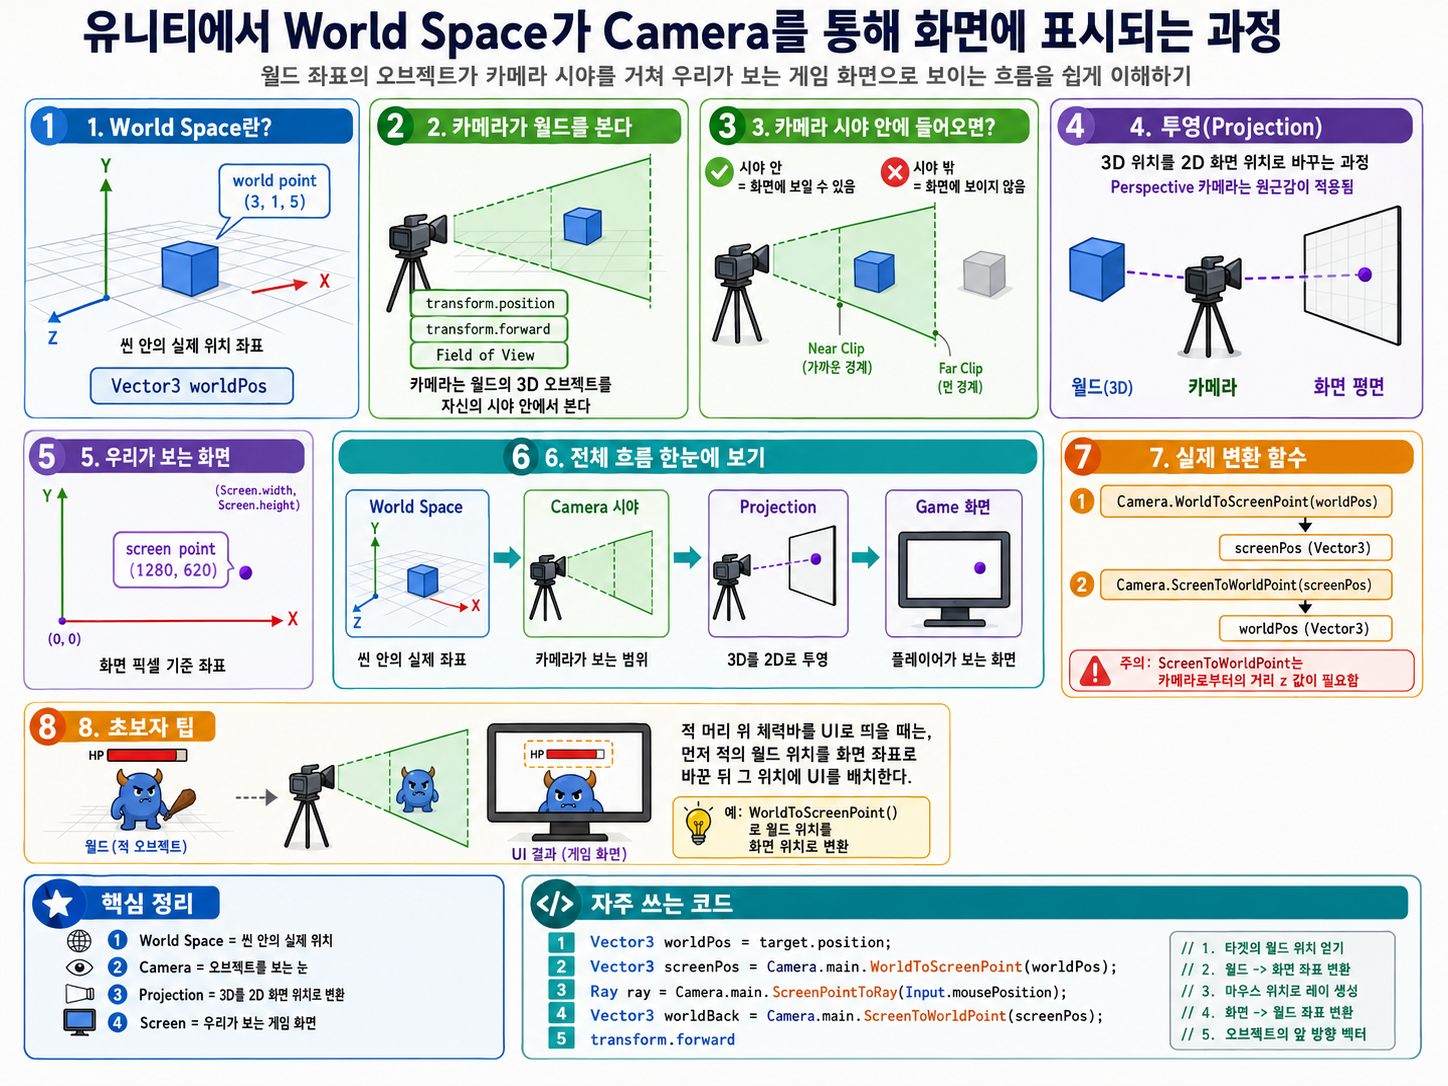 유니티에서 World Space가 Camera를 통해 화면에 표시되는 과정
월드 좌표의 오브젝트가 카메라 시야를 거쳐 우리가 보는 게임 화면으로 보이는 흐름을 쉽게 이해하기
1 1. World Space란?
Y
world point
(3, 1, 5)
X
Z
씬 안의 실제 위치 좌표
Vector3 worldPos
2 2. 카메라가 월드를 본다
transform.position
transform.forward
Field of View
카메라는 월드의 3D 오브젝트를
자신의 시야 안에서 본다
3 3. 카메라 시야 안에 들어오면?
시야 안
= 화면에 보일 수 있음
시야 밖
= 화면에 보이지 않음
Near Clip
(가까운 경계)
Far Clip
(먼 경계)
4 4. 투영(Projection)
3D 위치를 2D 화면 위치로 바꾸는 과정
Perspective 카메라는 원근감이 적용됨
월드(3D)
카메라
화면 평면
5 5. 우리가 보는 화면
Y
(Screen.width,
Screen.height)
screen point
(1280, 620)
X
(0, 0)
화면 픽셀 기준 좌표
6 6. 전체 흐름 한눈에 보기
World Space
Y
X
Z
씬 안의 실제 좌표
Camera 시야
카메라가 보는 범위
Projection
3D를 2D로 투영
Game 화면
플레이어가 보는 화면
7 7. 실제 변환 함수
1 Camera.WorldToScreenPoint(worldPos)
screenPos (Vector3)
2 Camera.ScreenToWorldPoint(screenPos)
worldPos (Vector3)
주의: ScreenToWorldPoint는
카메라로부터의 거리 z 값이 필요함
8 8. 초보자 팁
HP
월드 (적 오브젝트)
HP
UI 결과 (게임 화면)
적 머리 위 체력바를 UI로 띄울 때는,
먼저 적의 월드 위치를 화면 좌표로
바꾼 뒤 그 위치에 UI를 배치한다.
예: WorldToScreenPoint()
로 월드 위치를
화면 위치로 변환
핵심 정리
1 World Space = 씬 안의 실제 위치
2 Camera = 오브젝트를 보는 눈
3 Projection = 3D를 2D 화면 위치로 변환
4 Screen = 우리가 보는 게임 화면
</> 자주 쓰는 코드
1 Vector3 worldPos = target.position;
2 Vector3 screenPos = Camera.main.WorldToScreenPoint(worldPos);
3 Ray ray = Camera.main.ScreenPointToRay(Input.mousePosition);
4 Vector3 worldBack = Camera.main.ScreenToWorldPoint(screenPos);
5 transform.forward
// 1. 타겟의 월드 위치 얻기
// 2. 월드 -> 화면 좌표 변환
// 3. 마우스 위치로 레이 생성
// 4. 화면 -> 월드 좌표 변환
// 5. 오브젝트의 앞 방향 벡터